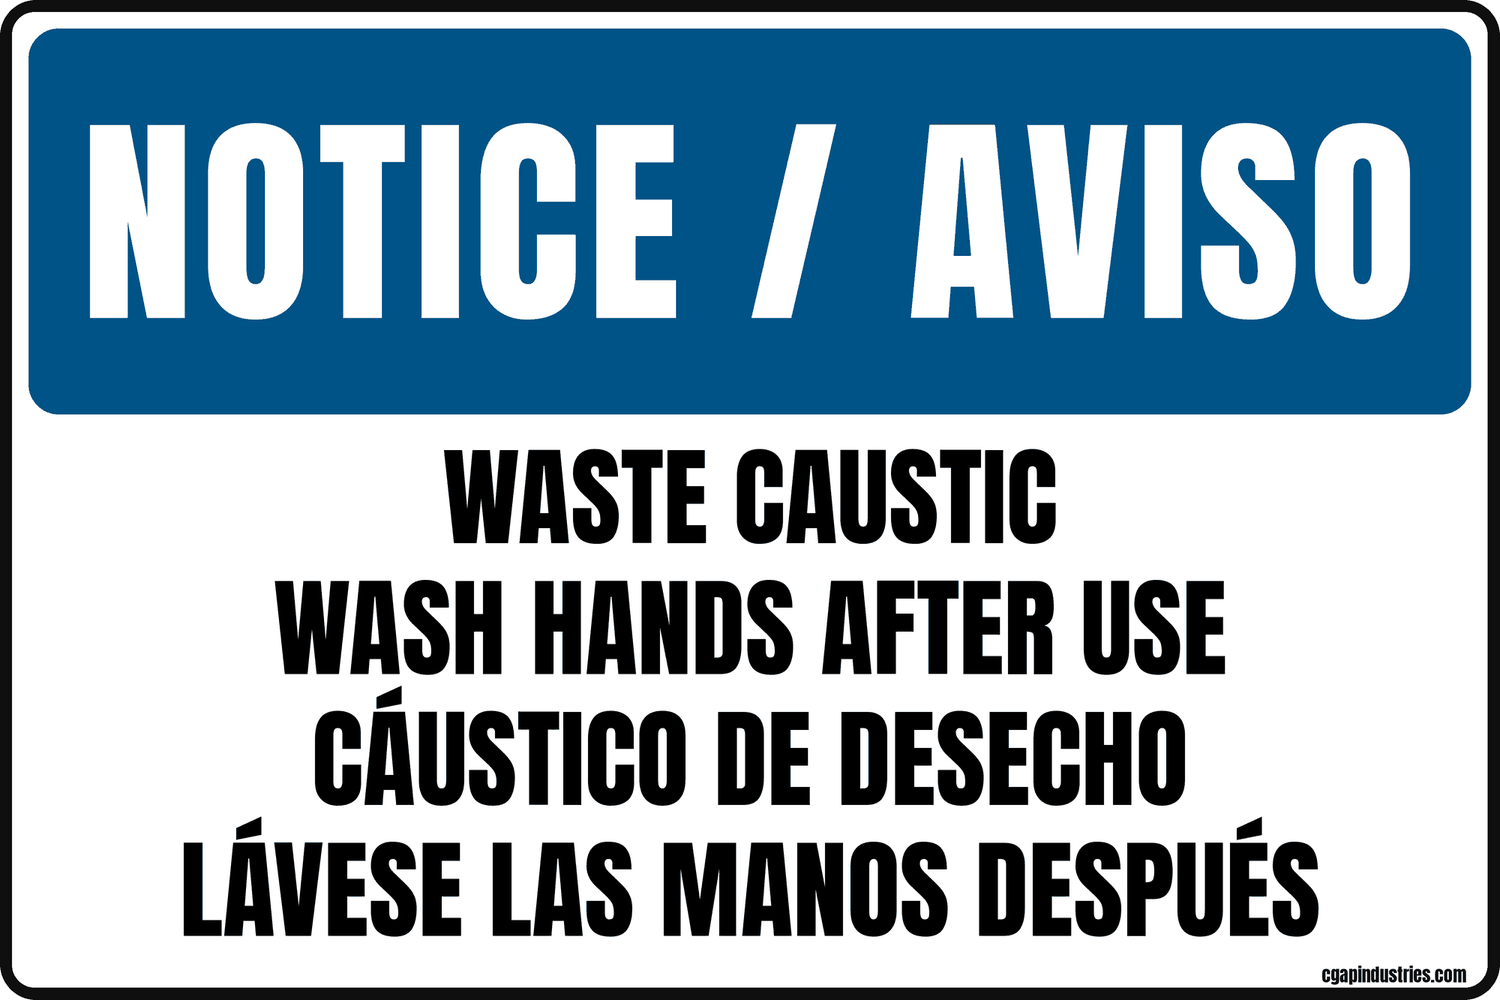 NOTICE / AVISO
WASTE CAUSTIC
WASH HANDS AFTER USE
CÁUSTICO DE DESECHO
LÁVESE LAS MANOS DESPUÉS
cgapindustries.com